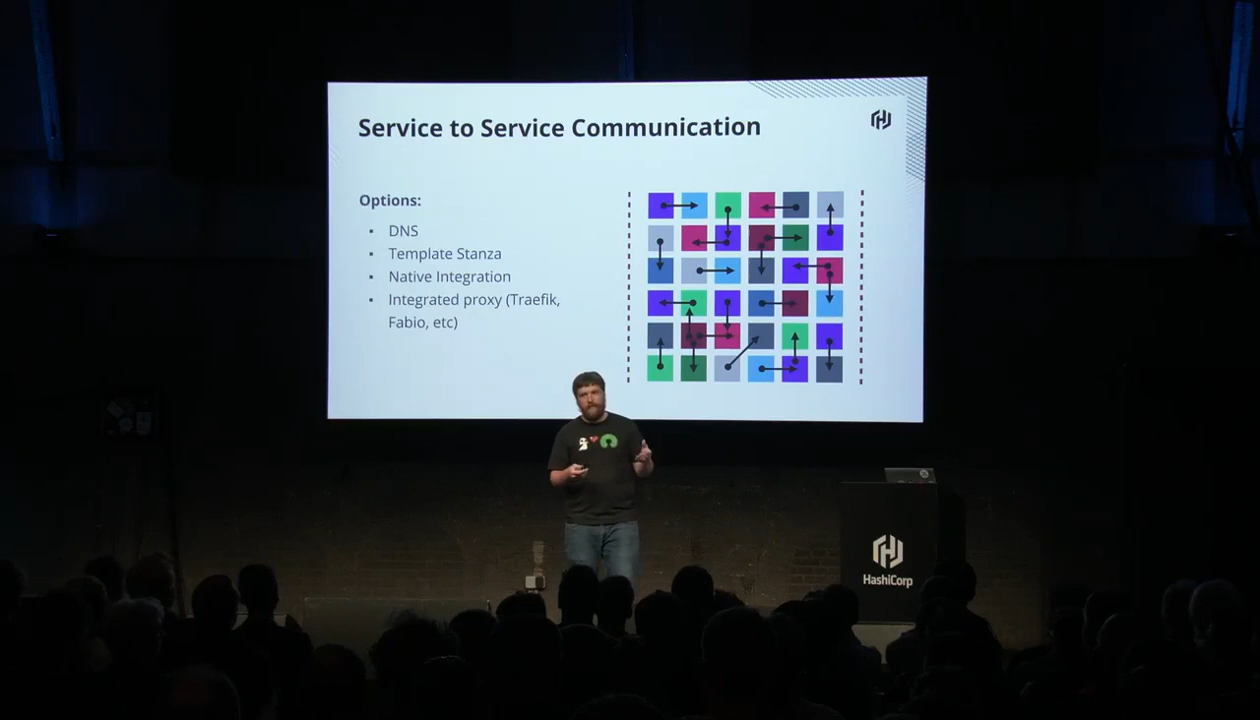 Service to Service Communication
Options:
▪ DNS
▪ Template Stanza
▪ Native Integration
▪ Integrated proxy (Traefik,
Fabio, etc)
HashiCorp